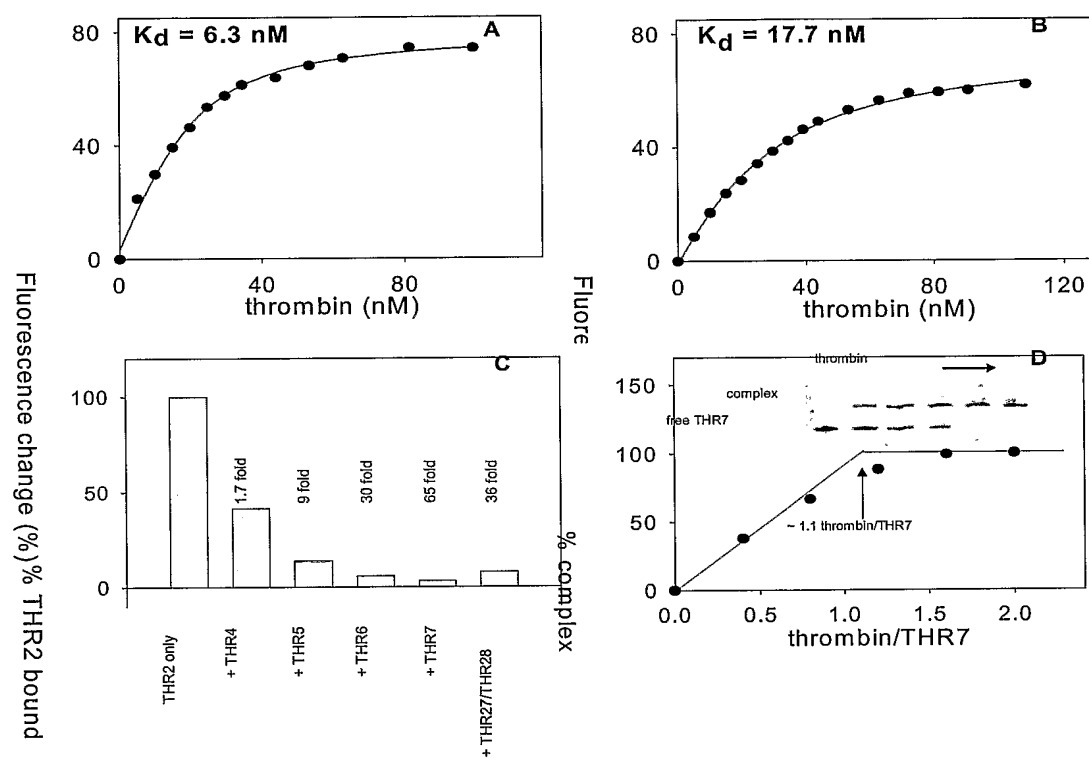 Kd = 6.3 nM
A
80
40
0
0
40
80
thrombin (nM)
Kd = 17.7 nM
B
80
40
0
0
40
80
120
thrombin (nM)
Fluorescence change (%)
% THR2 bound
Fluore
C
100
50
0
1.7 fold
9 fold
30 fold
65 fold
36 fold
THR2 only
+ THR4
+ THR5
+ THR6
+ THR7
+ THR27/THR28
% complex
D
thrombin
complex
free THR7
150
100
50
0
~ 1.1 thrombin/THR7
0.0
0.5
1.0
1.5
2.0
thrombin/THR7